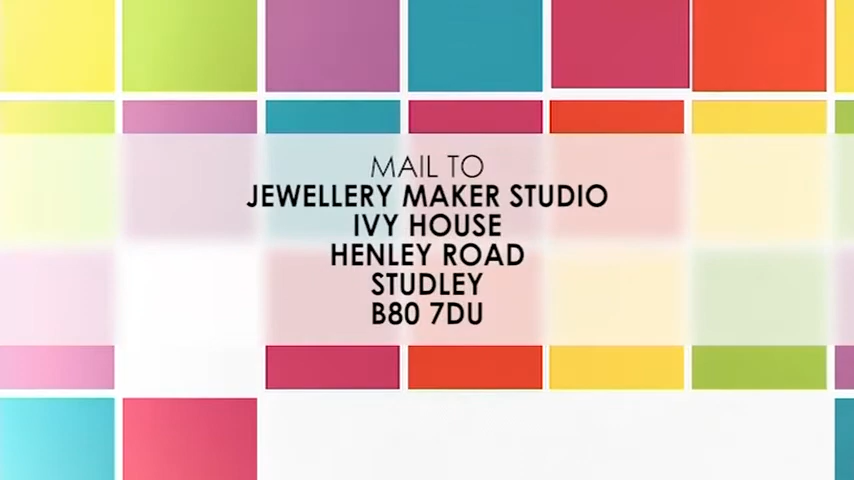 MAIL TO
JEWELLERY MAKER STUDIO
IVY HOUSE
HENLEY ROAD
STUDLEY
B80 7DU